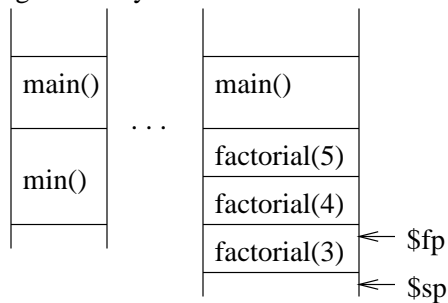 main()
main()
. . .
factorial(5)
min()
factorial(4)
factorial(3)
$fp
$sp